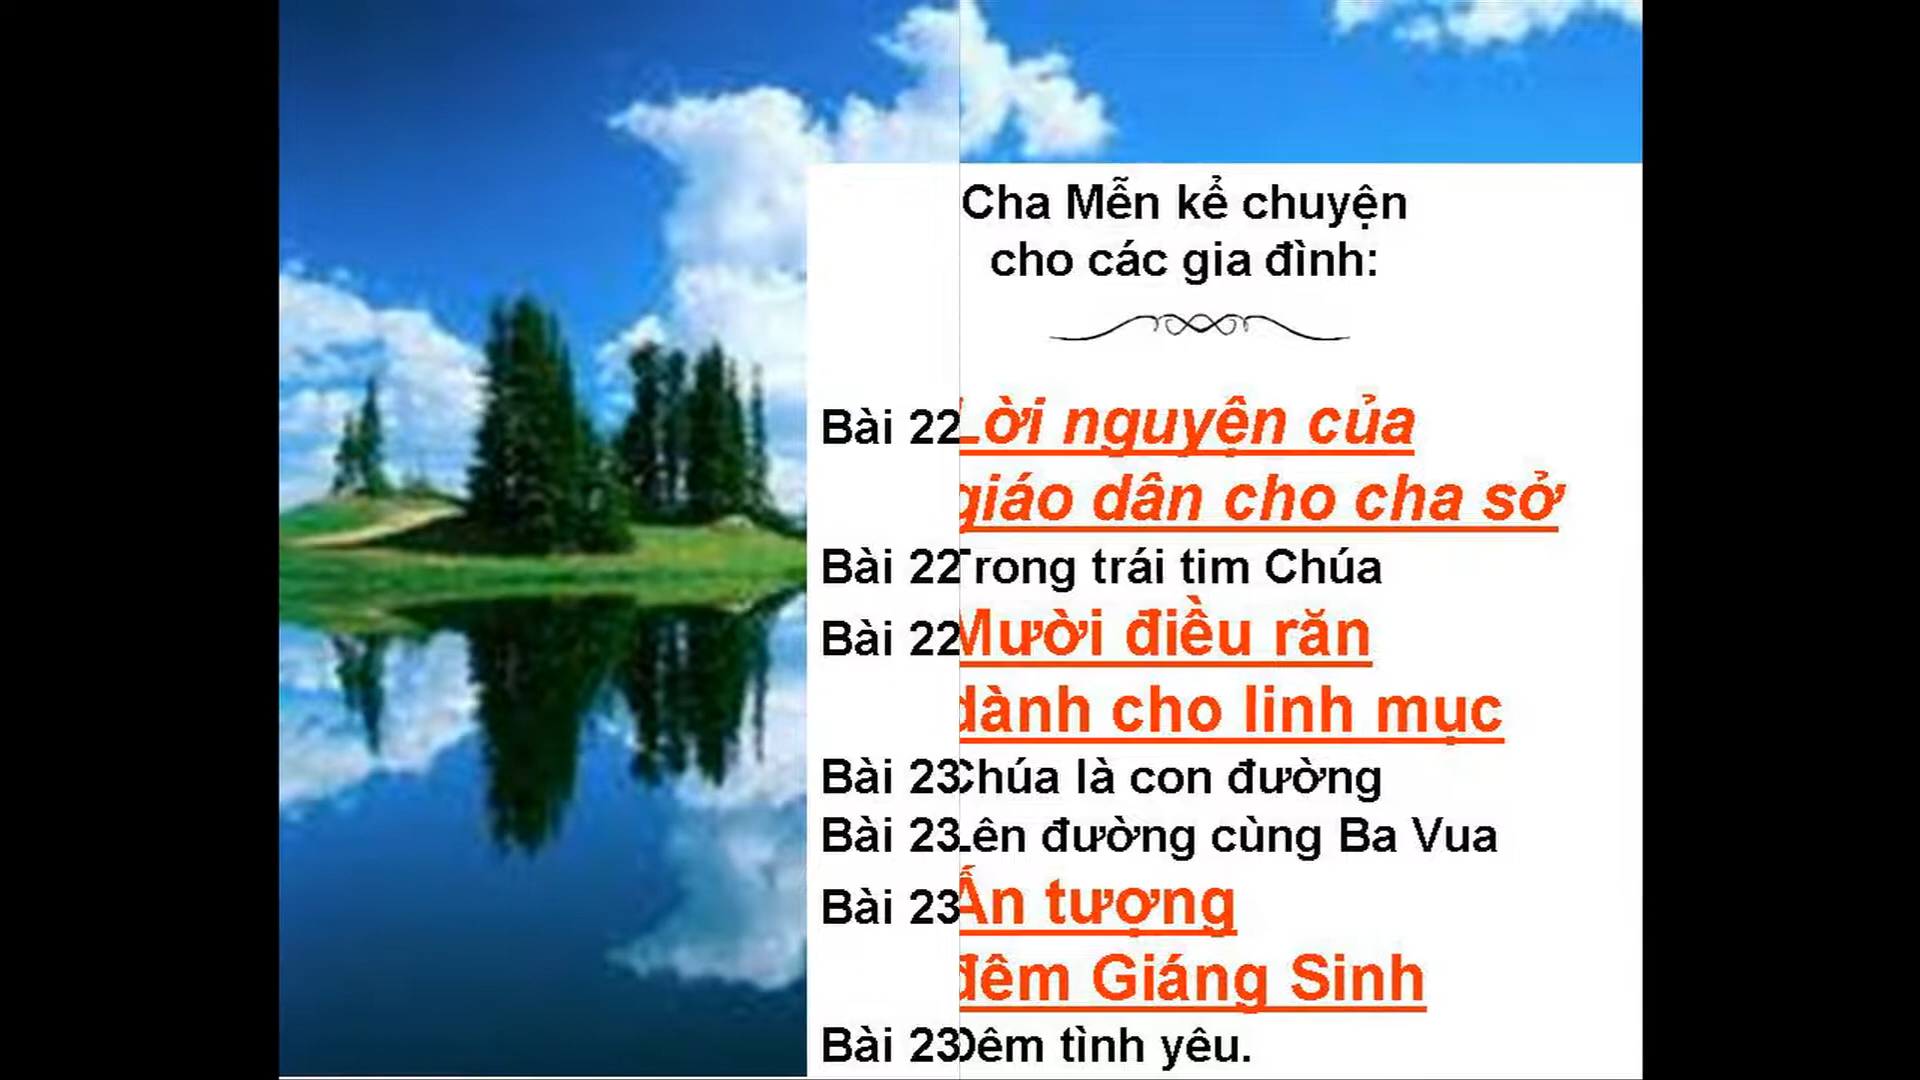 Cha Mễn kể chuyện
cho các gia đình:
Bài 22 Lời nguyện của
giáo dân cho cha sở
Bài 22 Trong trái tim Chúa
Bài 22 Mười điều răn
dành cho linh mục
Bài 23 Chúa là con đường
Bài 23 Lên đường cùng Ba Vua
Bài 23 Ấn tượng
đêm Giáng Sinh
Bài 23 Đêm tình yêu.